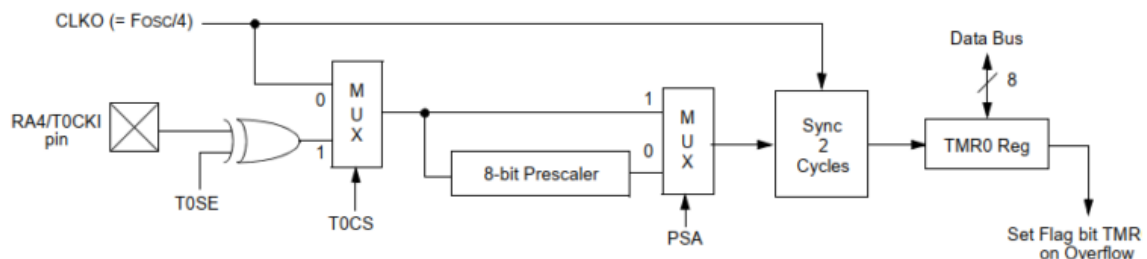 CLKO (= Fosc/4)
Data Bus
8
RA4/T0CKI
pin
0
1
M
U
X
T0SE
T0CS
8-bit Prescaler
1
0
M
U
X
PSA
Sync
2
Cycles
TMR0 Reg
Set Flag bit TMR
on Overflow